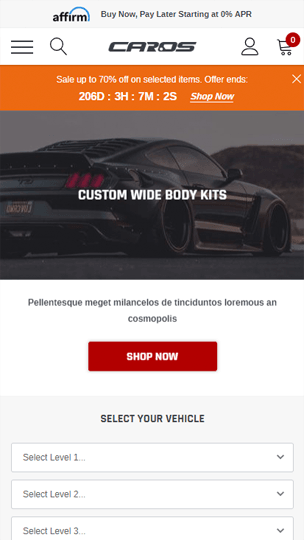 affirm Buy Now, Pay Later Starting at 0% APR
CAROS
0
Sale up to 70% off on selected items. Offer ends:
206D : 3H : 7M : 2S Shop Now
CUSTOM WIDE BODY KITS
Pellentesque meget milancelos de tinciduntos loremous an
cosmopolis
SHOP NOW
SELECT YOUR VEHICLE
Select Level 1...
Select Level 2...
Select Level 3...